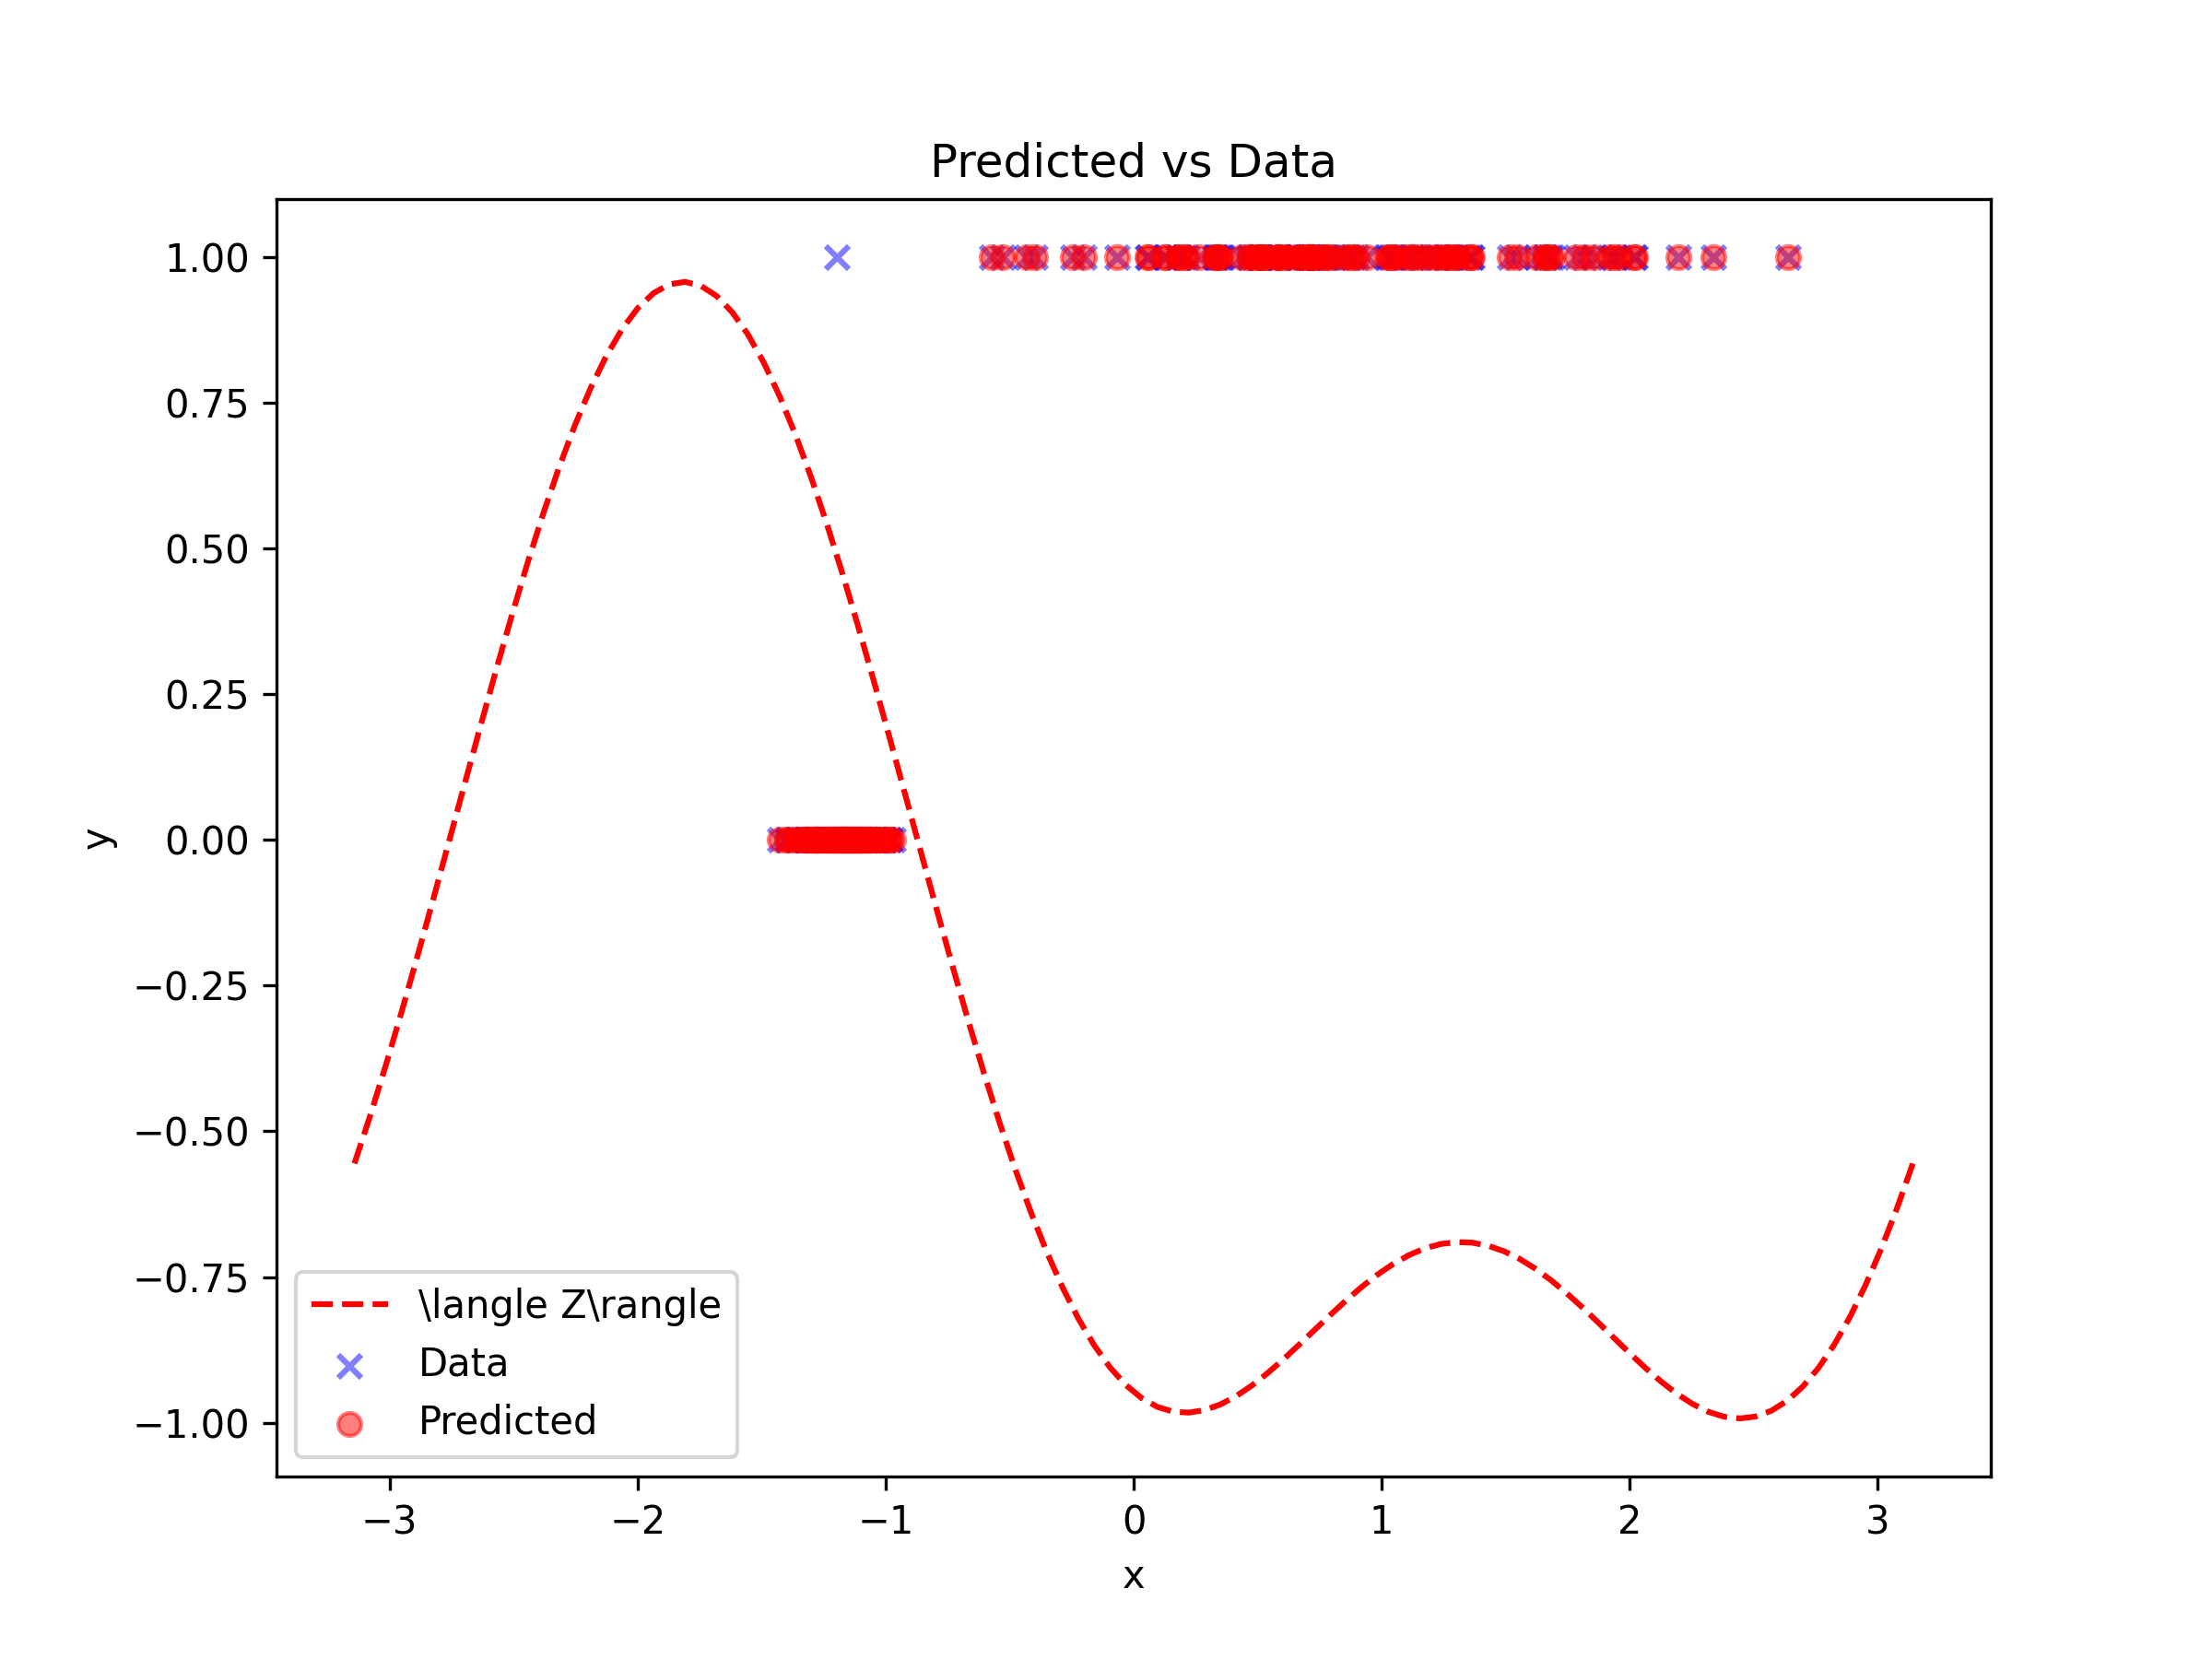 Predicted vs Data
1.00
0.75
0.50
0.25
0.00
−0.25
−0.50
−0.75
−1.00
y
\langle Z\rangle
Data
Predicted
−3 −2 −1 0 1 2 3
x